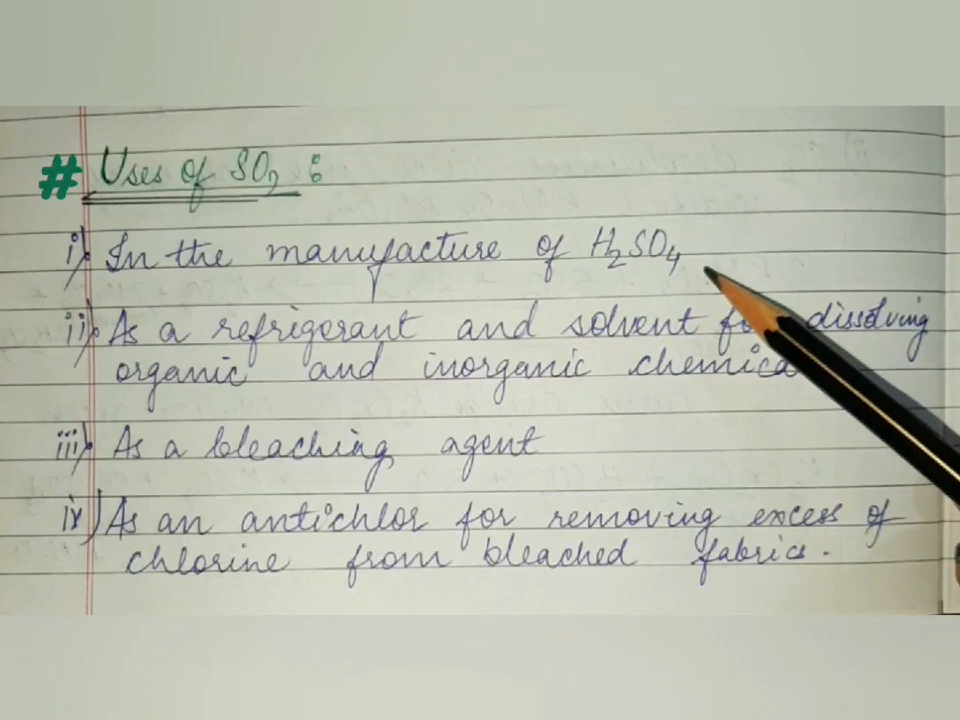 # Uses of SO₂ :
i) In the manufacture of H₂SO₄
ii) As a refrigerant and solvent dissolving
organic and inorganic
iii) As a bleaching agent
iv) As an antichlor for removing excess of
chlorine from bleached fabrics.